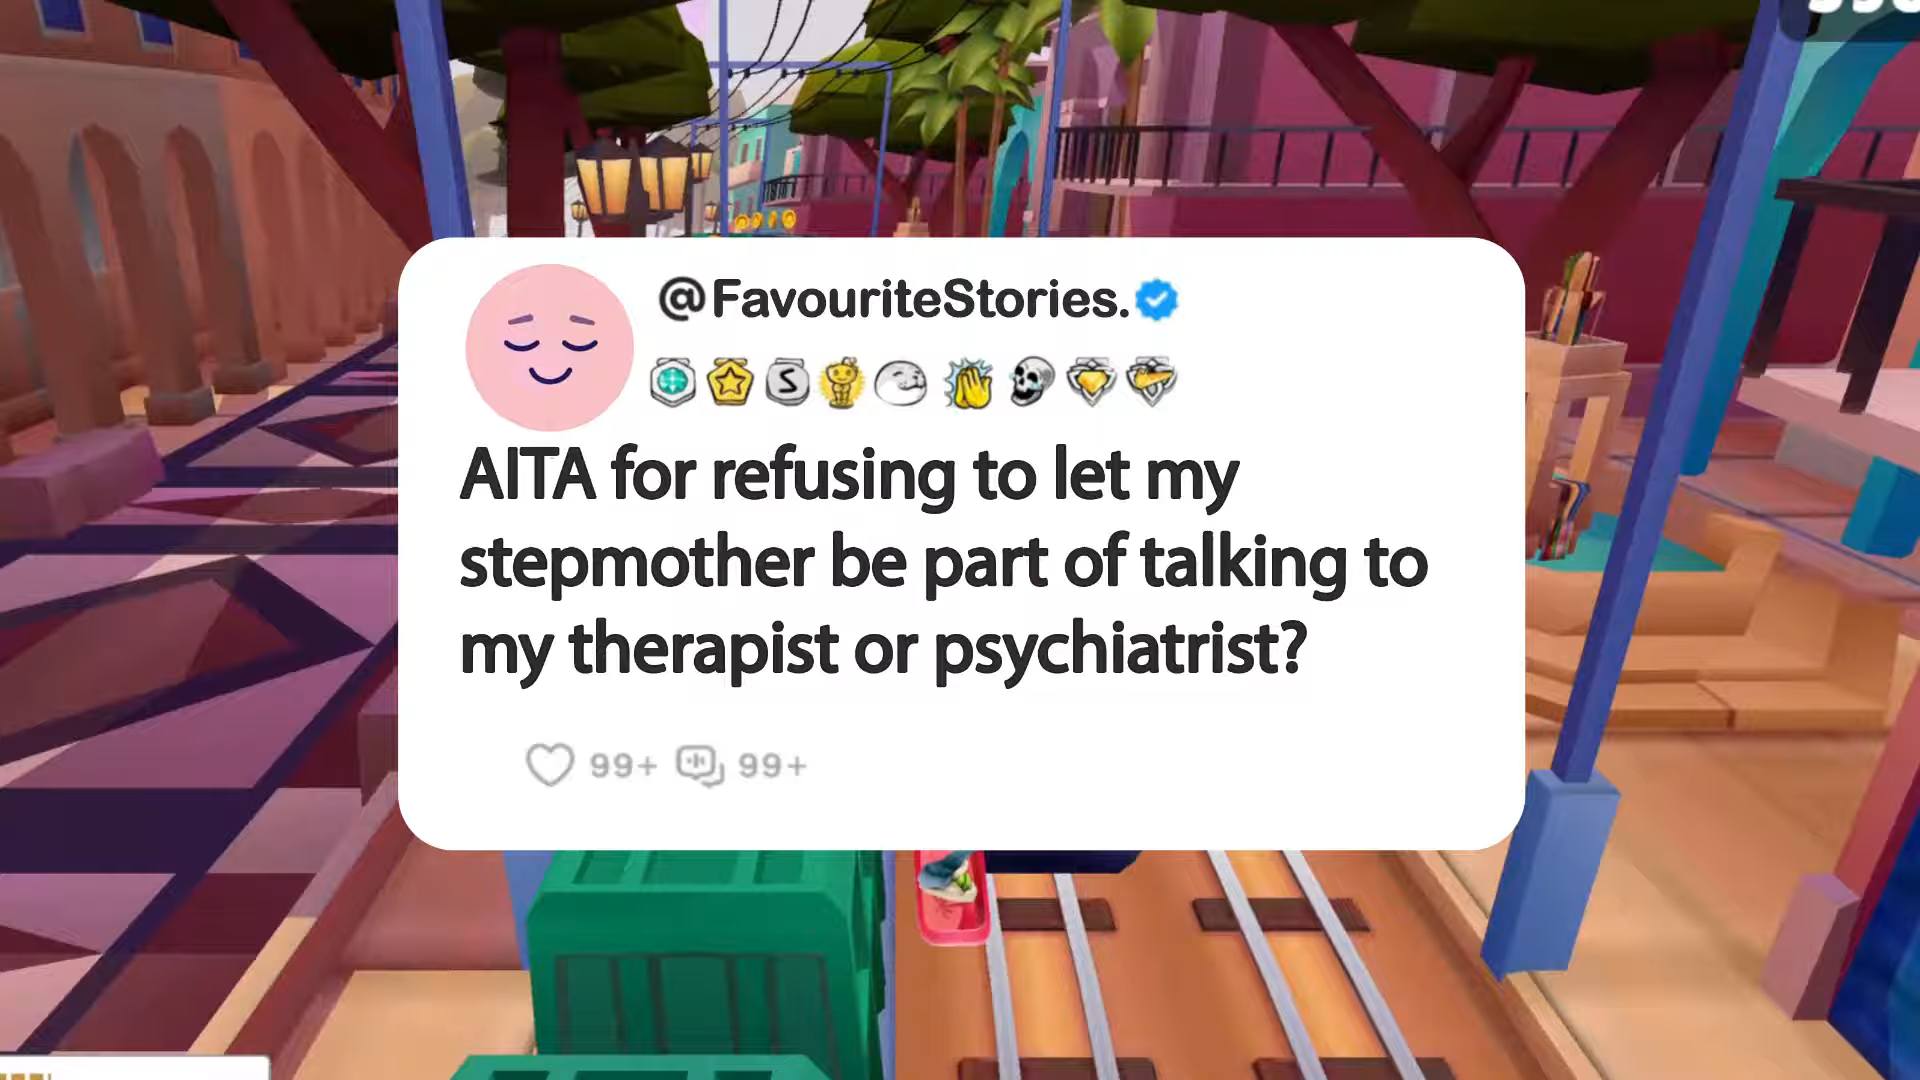 @FavouriteStories.
AITA for refusing to let my
stepmother be part of talking to
my therapist or psychiatrist?
99+ 99+